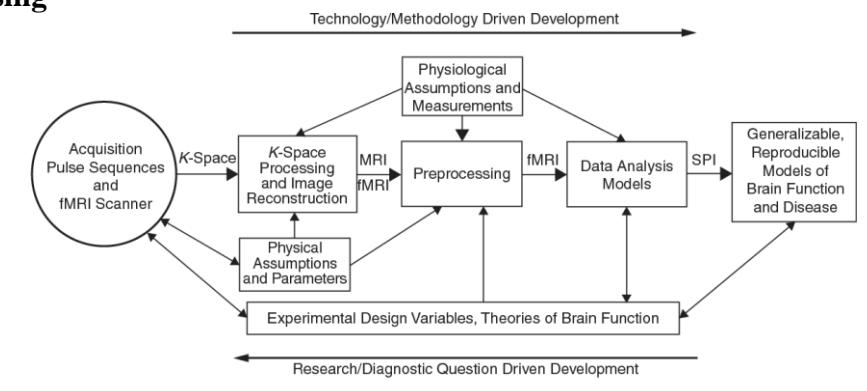 sing
Technology/Methodology Driven Development
Physiological
Assumptions and
Measurements
Acquisition
Pulse Sequences
and
fMRI Scanner
K-Space
K-Space
Processing
and Image
Reconstruction
MRI
fMRI
Preprocessing
fMRI
Data Analysis
Models
SPI
Generalizable,
Reproducible
Models of
Brain Function
and Disease
Physical
Assumptions
and Parameters
Experimental Design Variables, Theories of Brain Function
Research/Diagnostic Question Driven Development